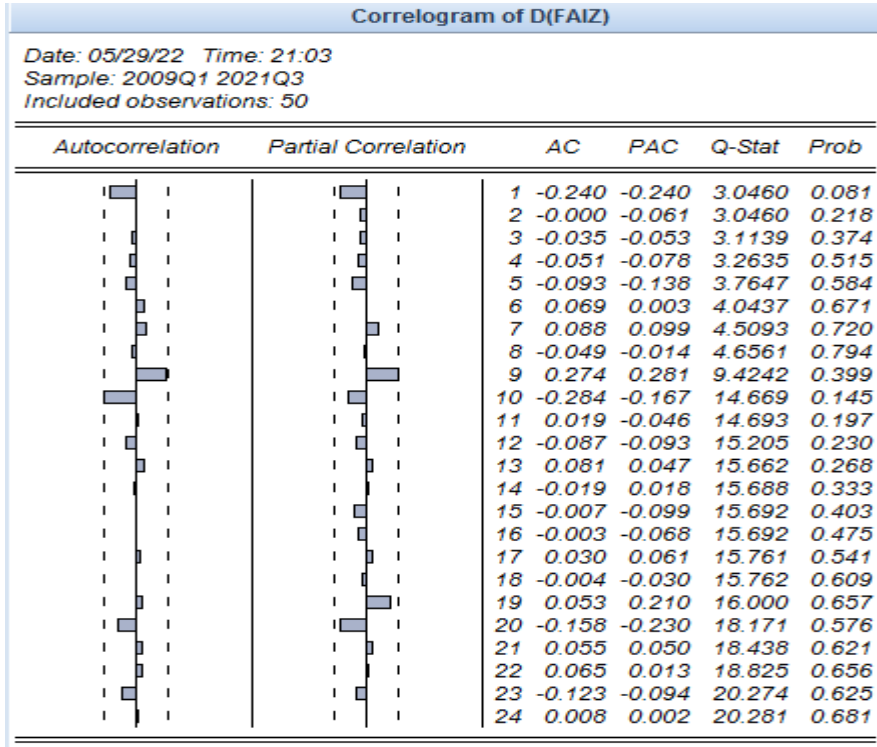 Correlogram of D(FAIZ)
Date: 05/29/22 Time: 21:03
Sample: 2009Q1 2021Q3
Included observations: 50
Autocorrelation Partial Correlation AC PAC Q-Stat Prob
1 -0.240 -0.240 3.0460 0.081
2 -0.000 -0.061 3.0460 0.218
3 -0.035 -0.053 3.1139 0.374
4 -0.051 -0.078 3.2635 0.515
5 -0.093 -0.138 3.7647 0.584
6 0.069 0.003 4.0437 0.671
7 0.088 0.099 4.5093 0.720
8 -0.049 -0.014 4.6561 0.794
9 0.274 0.281 9.4242 0.399
10 -0.284 -0.167 14.669 0.145
11 0.019 -0.046 14.693 0.197
12 -0.087 -0.093 15.205 0.230
13 0.081 0.047 15.662 0.268
14 -0.019 0.018 15.688 0.333
15 -0.007 -0.099 15.692 0.403
16 -0.003 -0.068 15.692 0.475
17 0.030 0.061 15.761 0.541
18 -0.004 -0.030 15.762 0.609
19 0.053 0.210 16.000 0.657
20 -0.158 -0.230 18.171 0.576
21 0.055 0.050 18.438 0.621
22 0.065 0.013 18.825 0.656
23 -0.123 -0.094 20.274 0.625
24 0.008 0.002 20.281 0.681